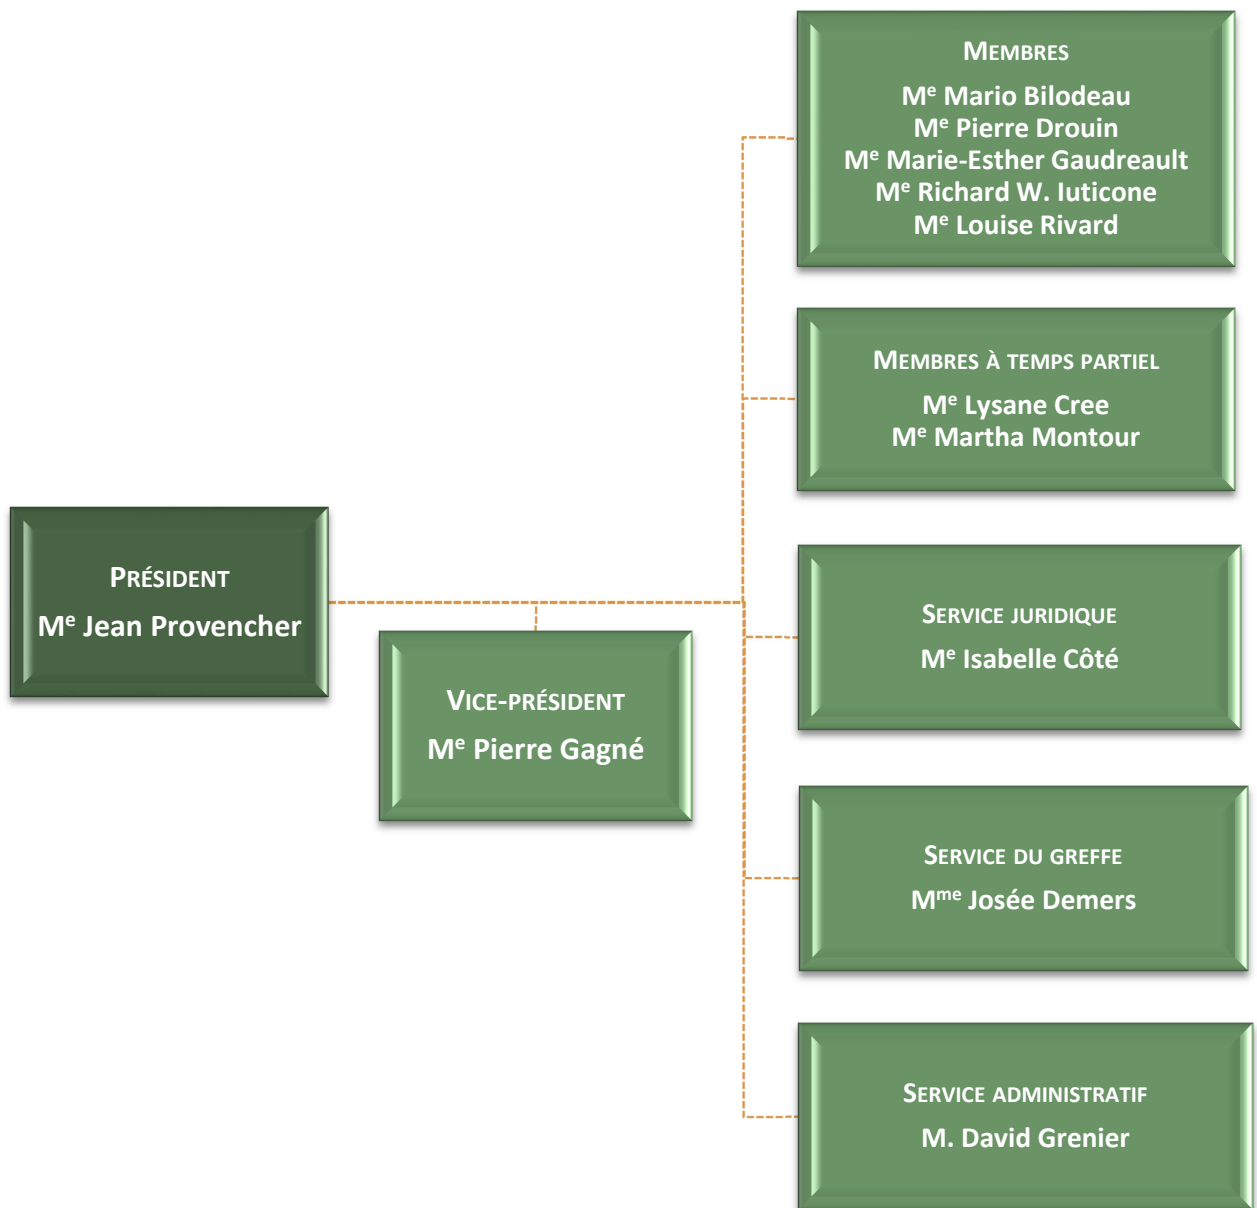 Président
Mᵉ Jean Provencher
Vice-président
Mᵉ Pierre Gagné
Membres
Mᵉ Mario Bilodeau
Mᵉ Pierre Drouin
Mᵉ Marie-Esther Gaudreault
Mᵉ Richard W. Iuticone
Mᵉ Louise Rivard
Membres à temps partiel
Mᵉ Lysane Cree
Mᵉ Martha Montour
Service juridique
Mᵉ Isabelle Côté
Service du greffe
Mᵐᵉ Josée Demers
Service administratif
M. David Grenier